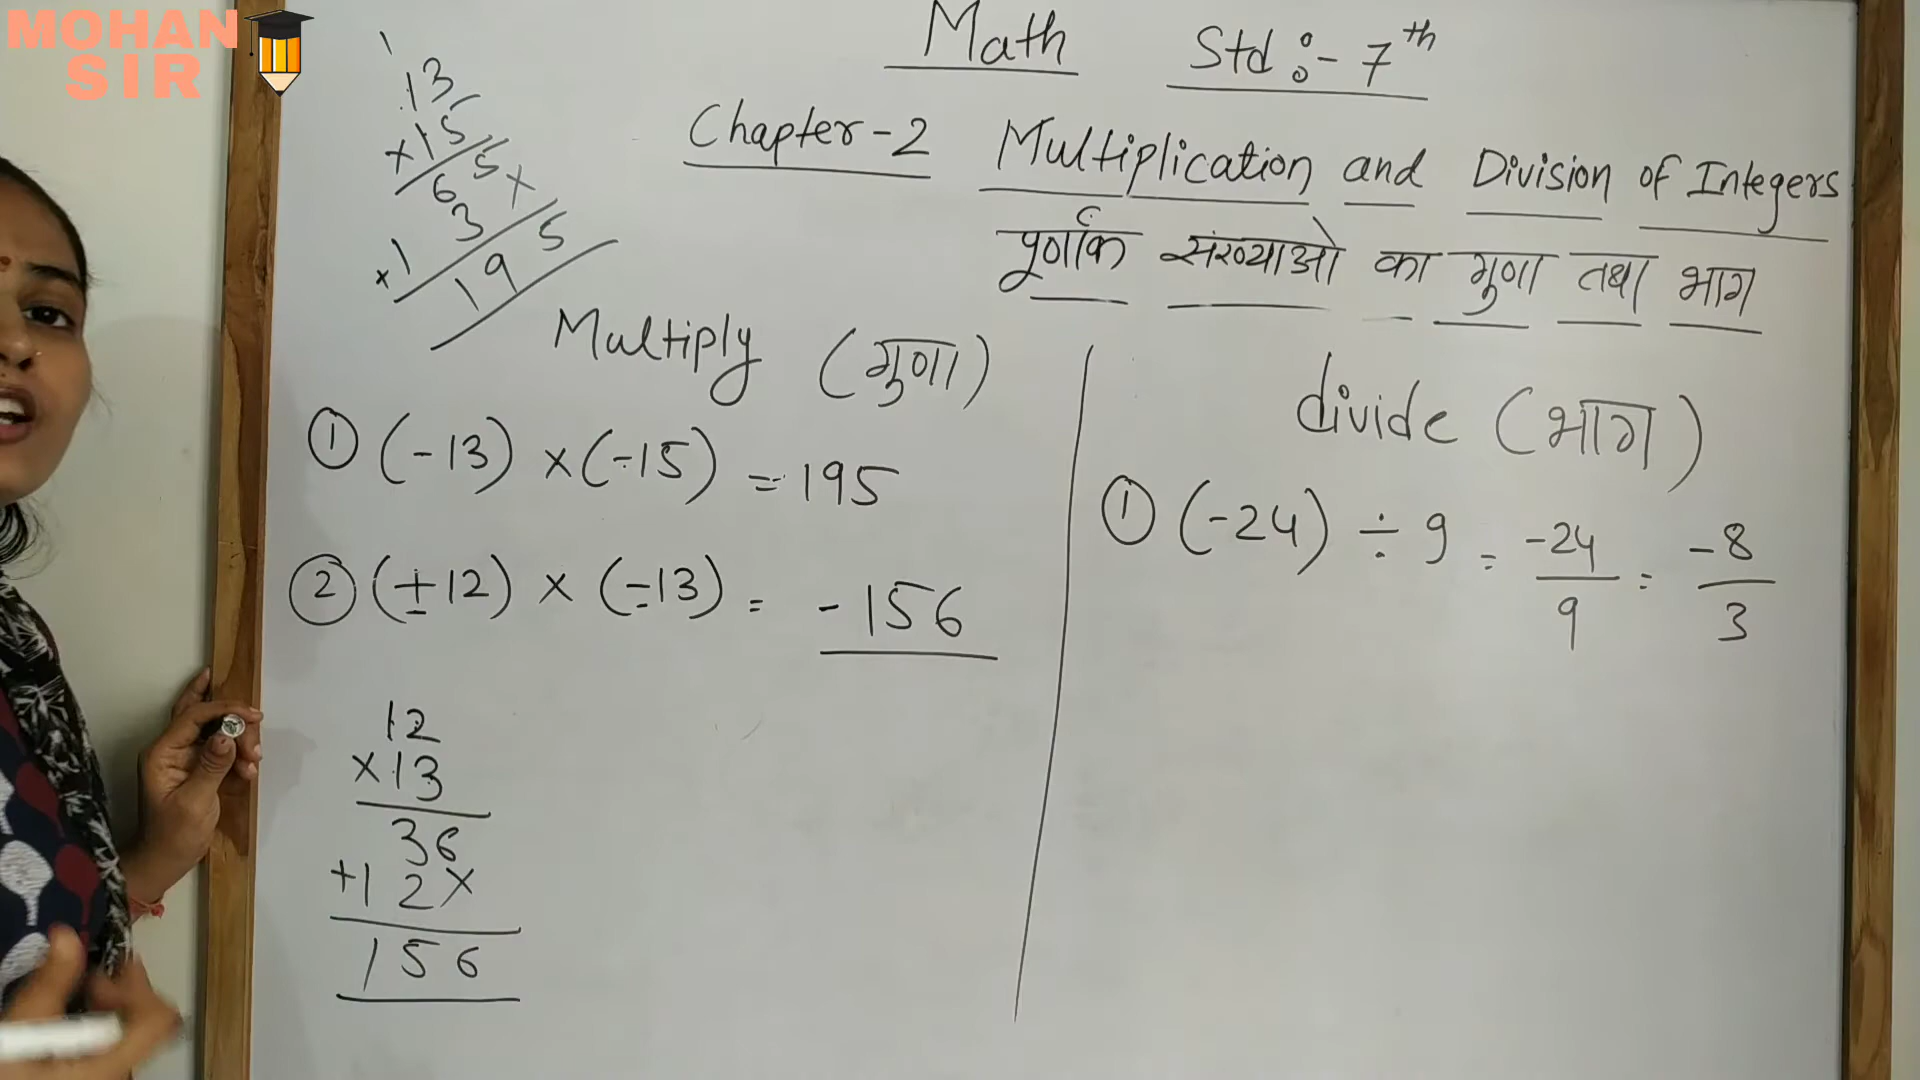 MOHAN
SIR
Math Std :- 7th
Chapter-2 Multiplication and Division of Integers
पूर्णांक संख्याओ का गुणा तथा भाग
1
13
×15
65
13×
195
Multiply (गुणा)
① (-13) × (-15) = 195
② (+12) × (-13) = -156
12
×13
36
+12×
156
divide (भाग)
① (-24) ÷ 9 = -24/9 = -8/3